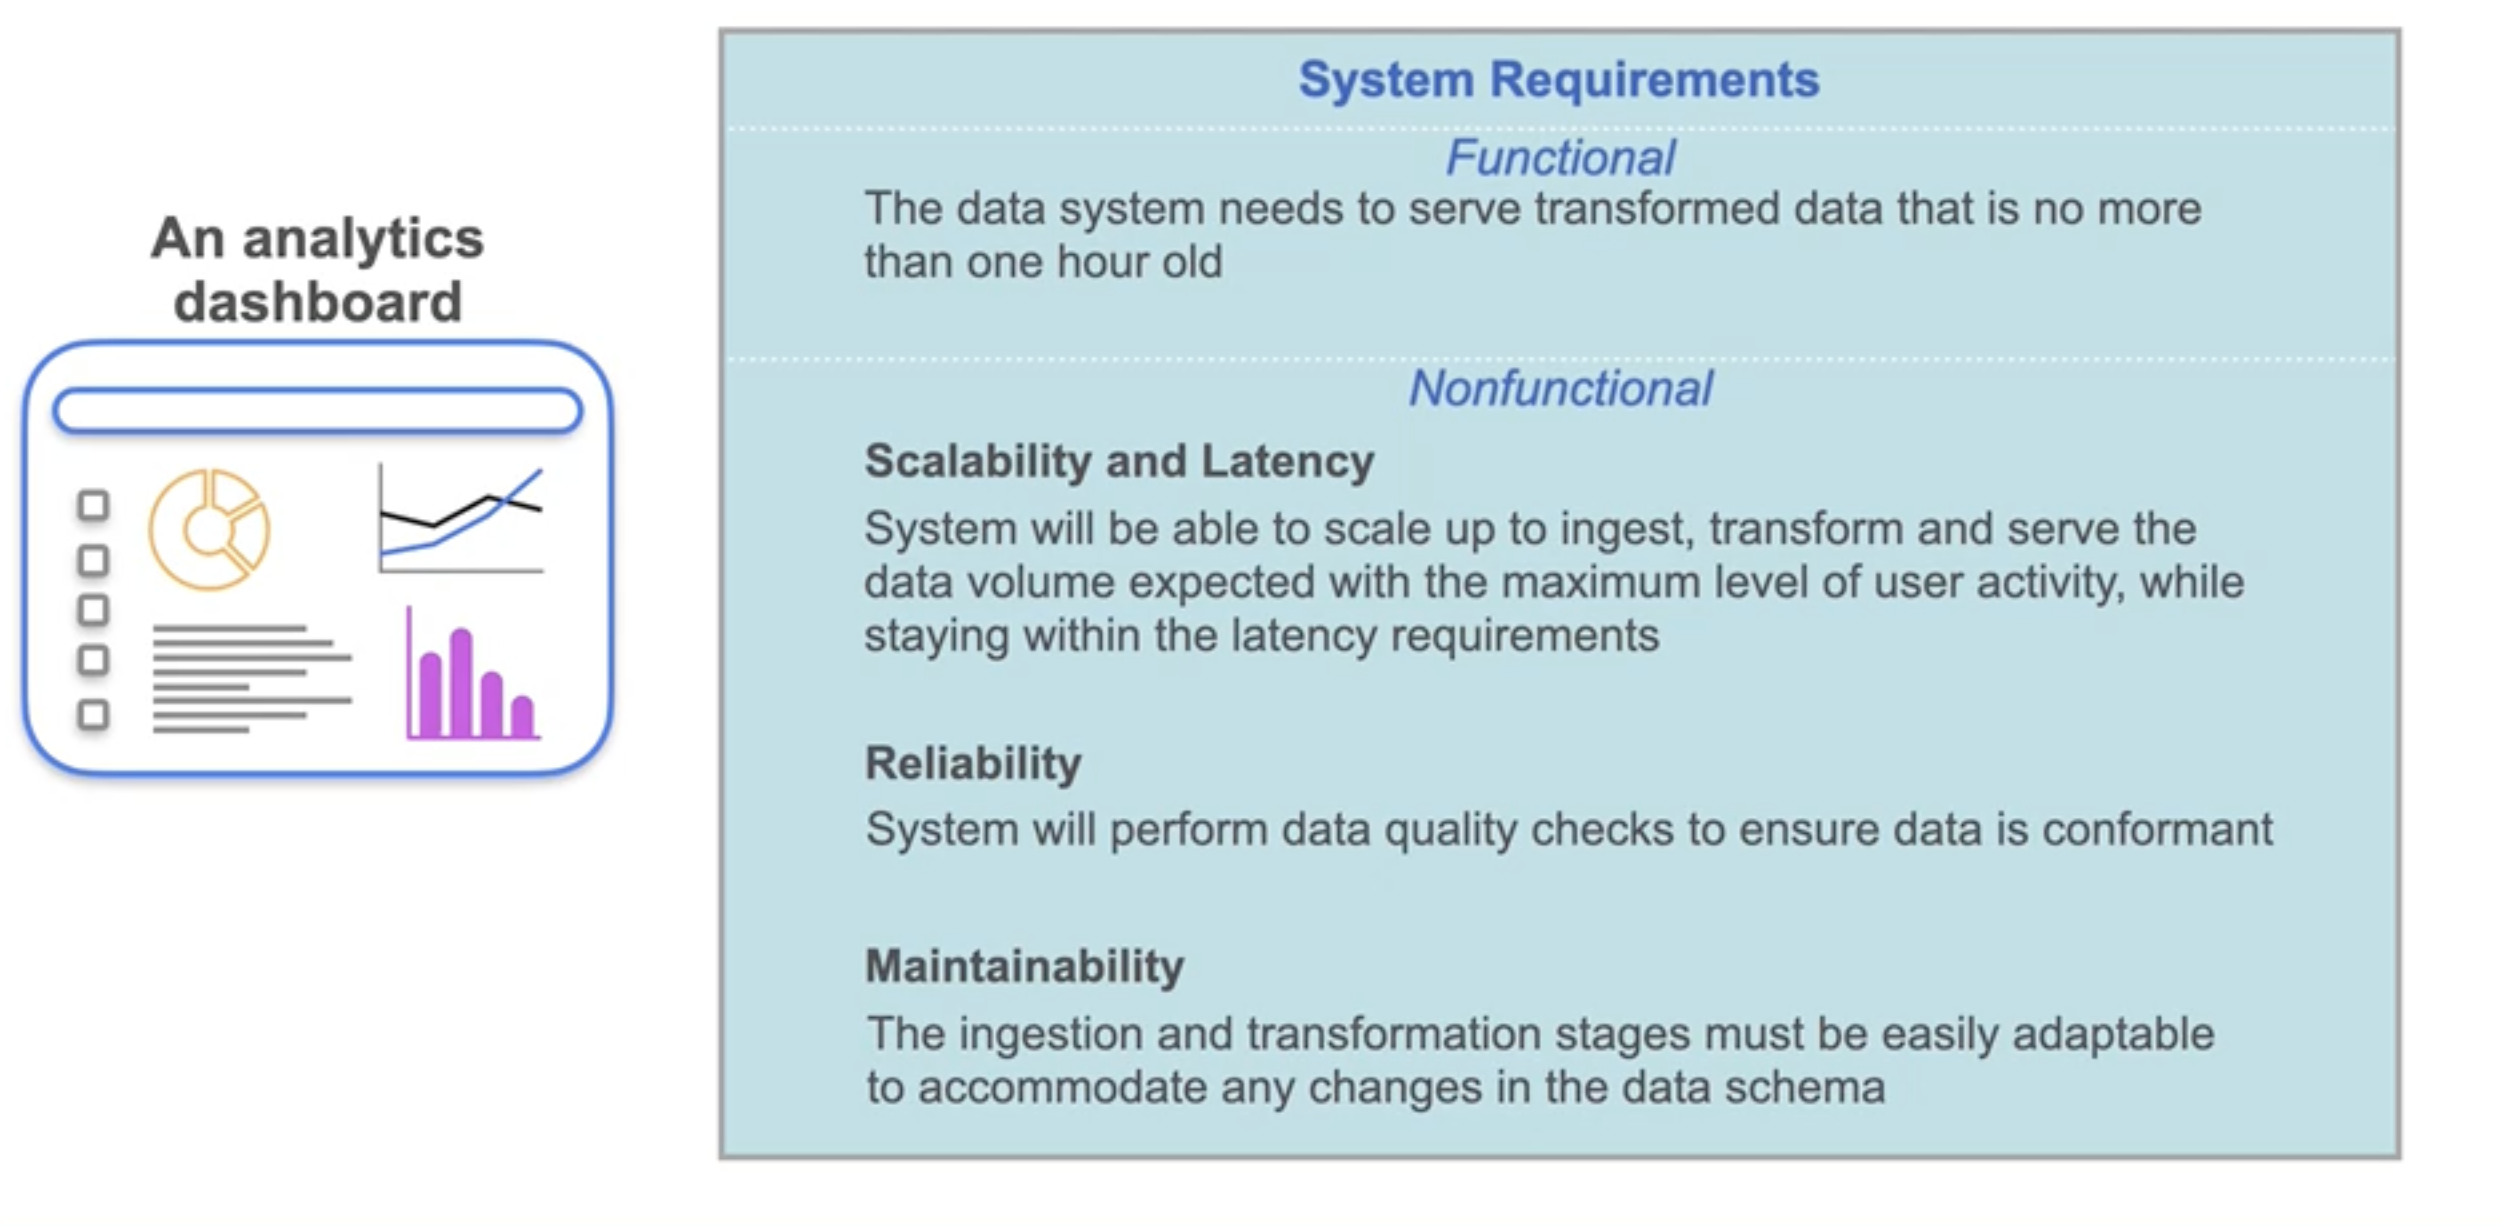 An analytics
dashboard
System Requirements
Functional
The data system needs to serve transformed data that is no more
than one hour old
Nonfunctional
Scalability and Latency
System will be able to scale up to ingest, transform and serve the
data volume expected with the maximum level of user activity, while
staying within the latency requirements
Reliability
System will perform data quality checks to ensure data is conformant
Maintainability
The ingestion and transformation stages must be easily adaptable
to accommodate any changes in the data schema